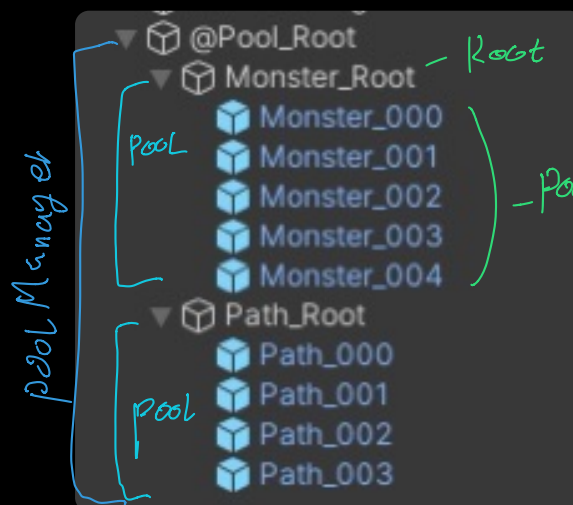 @Pool_Root
Monster_Root
Root
Monster_000
Monster_001
Monster_002
Monster_003
Monster_004
POOL
Path_Root
Path_000
Path_001
Path_002
Path_003
POOL
Pool Manager